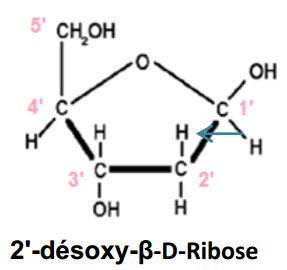 5' CH2OH
O
OH
4' C C 1'
H H H H
3' C C 2'
OH H
2'-désoxy-β-D-Ribose